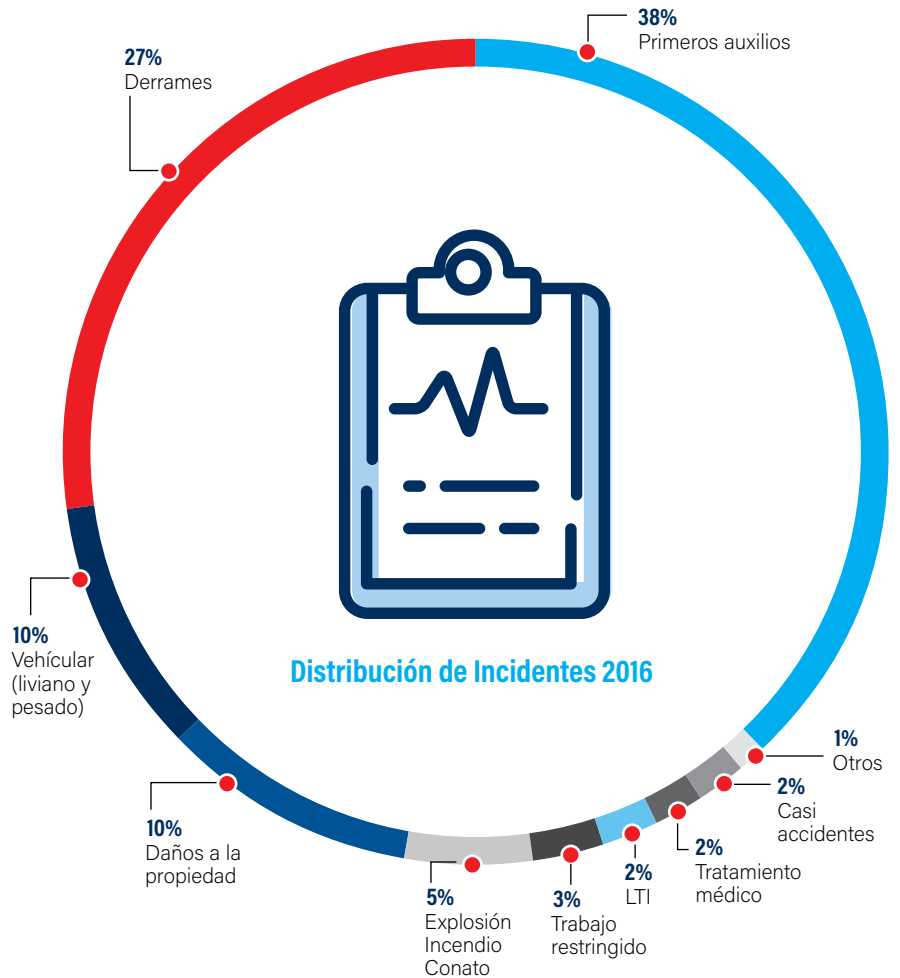 38%
Primeros auxilios
27%
Derrames
10%
Vehícular
(liviano y
pesado)
Distribución de Incidentes 2016
10%
Daños a la
propiedad
5%
Explosión
Incendio
Conato
3%
Trabajo
restringido
2%
LTI
2%
Tratamiento
médico
2%
Casi
accidentes
1%
Otros